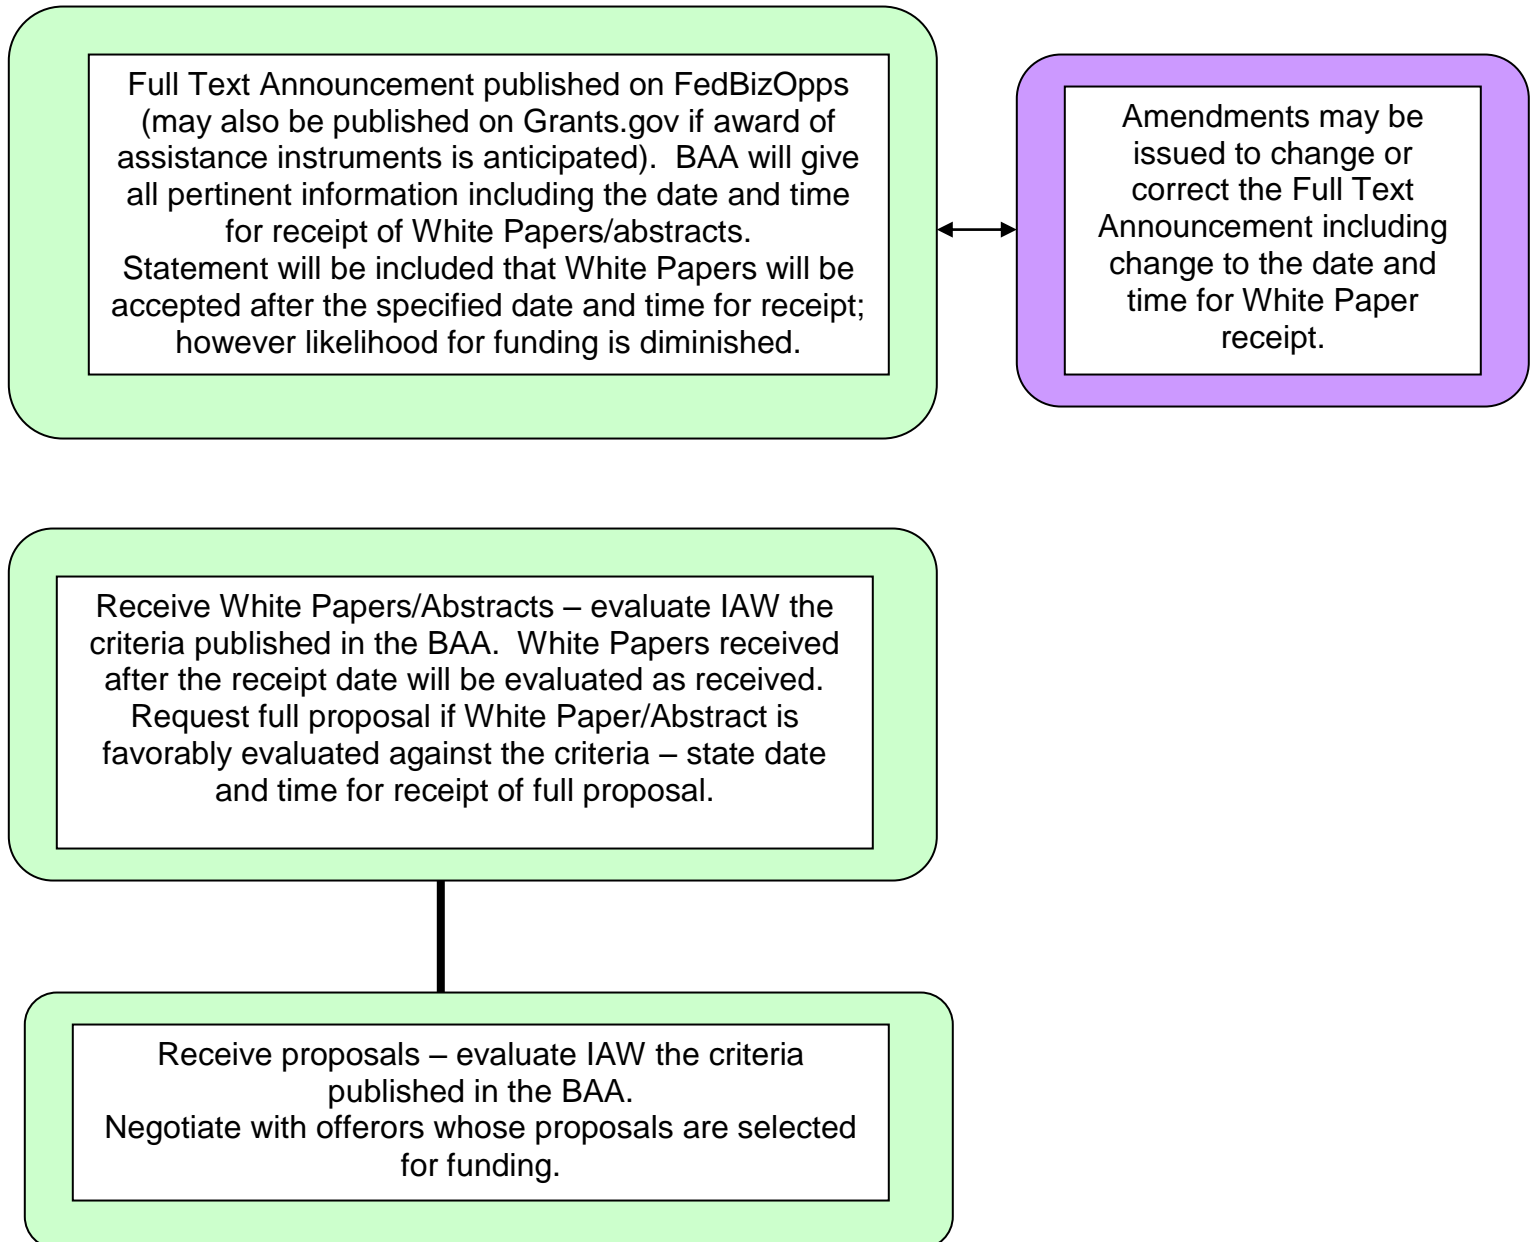 Full Text Announcement published on FedBizOpps
(may also be published on Grants.gov if award of
assistance instruments is anticipated).  BAA will give
all pertinent information including the date and time
for receipt of White Papers/abstracts.
Statement will be included that White Papers will be
accepted after the specified date and time for receipt;
however likelihood for funding is diminished.
Amendments may be
issued to change or
correct the Full Text
Announcement including
change to the date and
time for White Paper
receipt.
Receive White Papers/Abstracts – evaluate IAW the
criteria published in the BAA.  White Papers received
after the receipt date will be evaluated as received.
Request full proposal if White Paper/Abstract is
favorably evaluated against the criteria – state date
and time for receipt of full proposal.
Receive proposals – evaluate IAW the criteria
published in the BAA.
Negotiate with offerors whose proposals are selected
for funding.